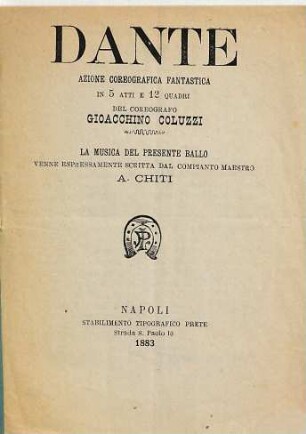 DANTE
AZIONE COREOGRAFICA FANTASTICA
IN 5 ATTI E 12 QUADRI
DEL COREOGRAFO
GIOACCHINO COLUZZI
LA MUSICA DEL PRESENTE BALLO
VENNE ESPRESSAMENTE SCRITTA DAL COMPIANTO MAESTRO
A. CHITI
NAPOLI
STABILIMENTO TIPOGRAFICO PRETE
Strada S. Paolo
1883